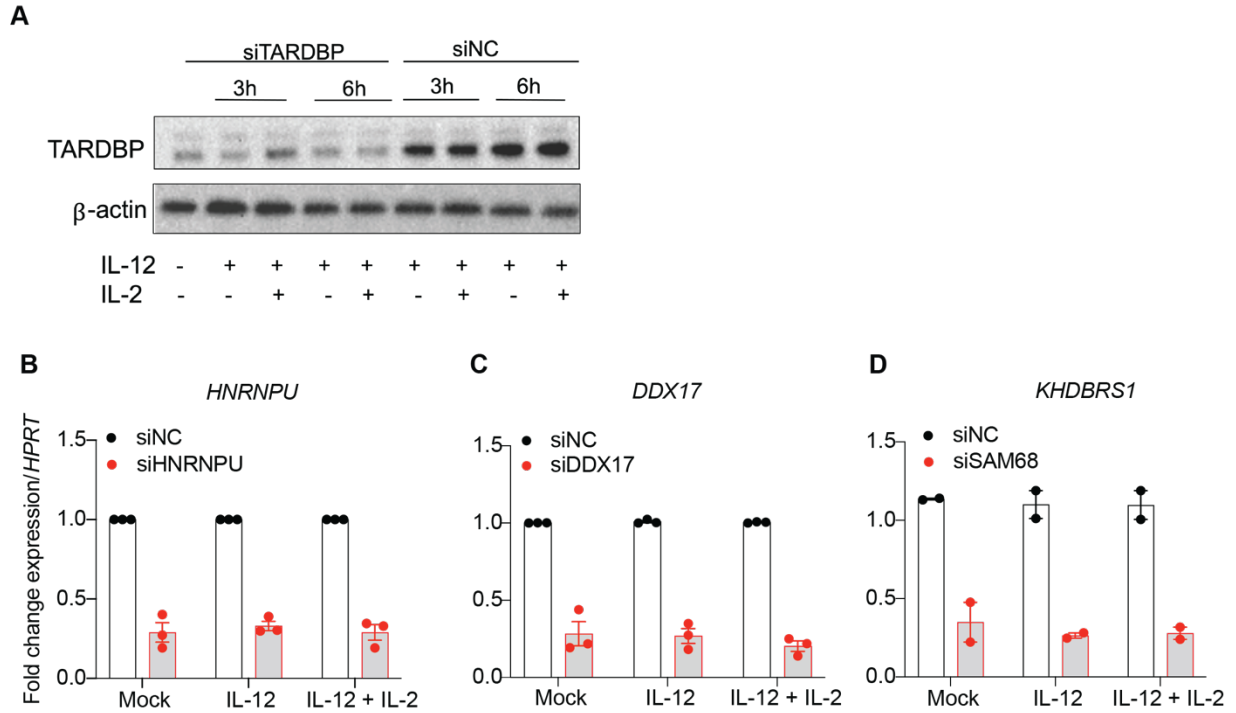 A
siTARDBP siNC
3h 6h 3h 6h
TARDBP
β-actin
IL-12 - + + + + + + + +
IL-2 - - + - + - + - +
B
HNRNPU
Fold change expression/HPRT
siNC
siHNRNPU
1.5
1.0
0.5
0.0
Mock IL-12 IL-12 + IL-2
C
DDX17
siNC
siDDX17
1.5
1.0
0.5
0.0
Mock IL-12 IL-12 + IL-2
D
KHDBRS1
siNC
siSAM68
1.5
1.0
0.5
0.0
Mock IL-12 IL-12 + IL-2